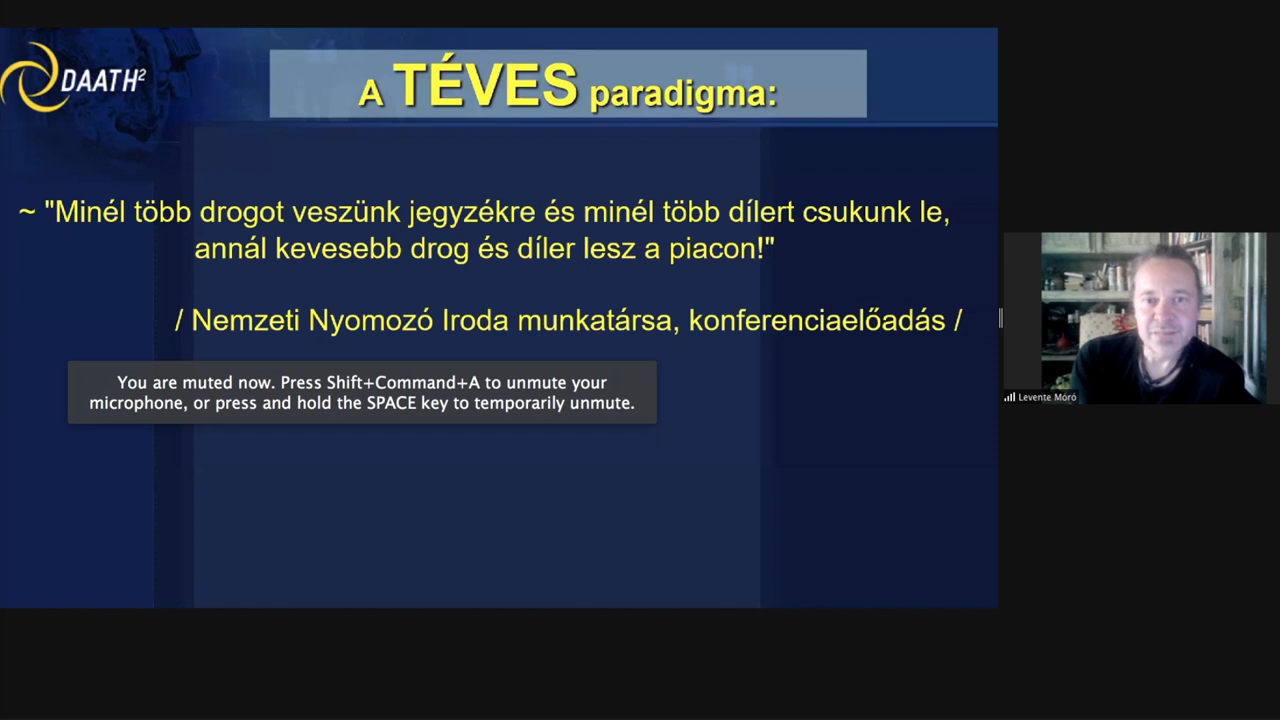 DAATH²
A TÉVES paradigma:
~ "Minél több drogot veszünk jegyzékre és minél több dílert csukunk le,
annál kevesebb drog és díler lesz a piacon!"
/ Nemzeti Nyomozó Iroda munkatársa, konferenciaelőadás /
You are muted now. Press Shift+Command+A to unmute your
microphone, or press and hold the SPACE key to temporarily unmute.
Levente Móró